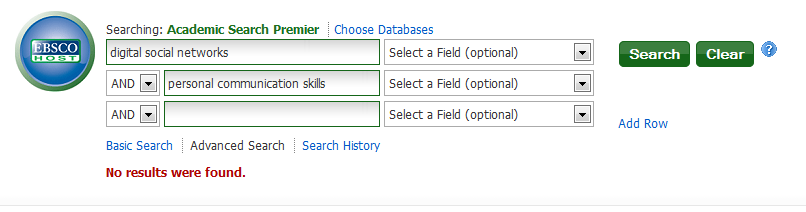 Searching: Academic Search Premier Choose Databases
EBSCO
HOST
digital social networks Select a Field (optional) Search Clear ?
AND personal communication skills Select a Field (optional)
AND Select a Field (optional)
Add Row
Basic Search Advanced Search Search History
No results were found.